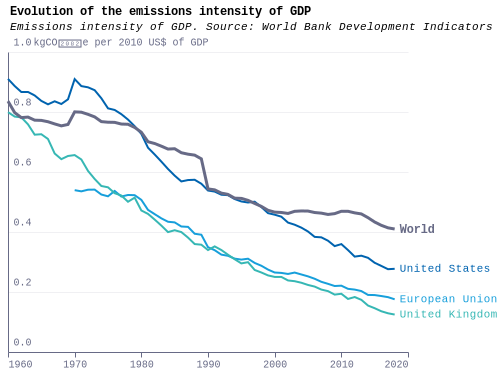 Evolution of the emissions intensity of GDP
Emissions intensity of GDP. Source: World Bank Development Indicators
1.0 kgCO e per 2010 US$ of GDP
0.8
0.6
0.4
World
United States
0.2
European Union
United Kingdom
0.0
1960 1970 1980 1990 2000 2010 2020